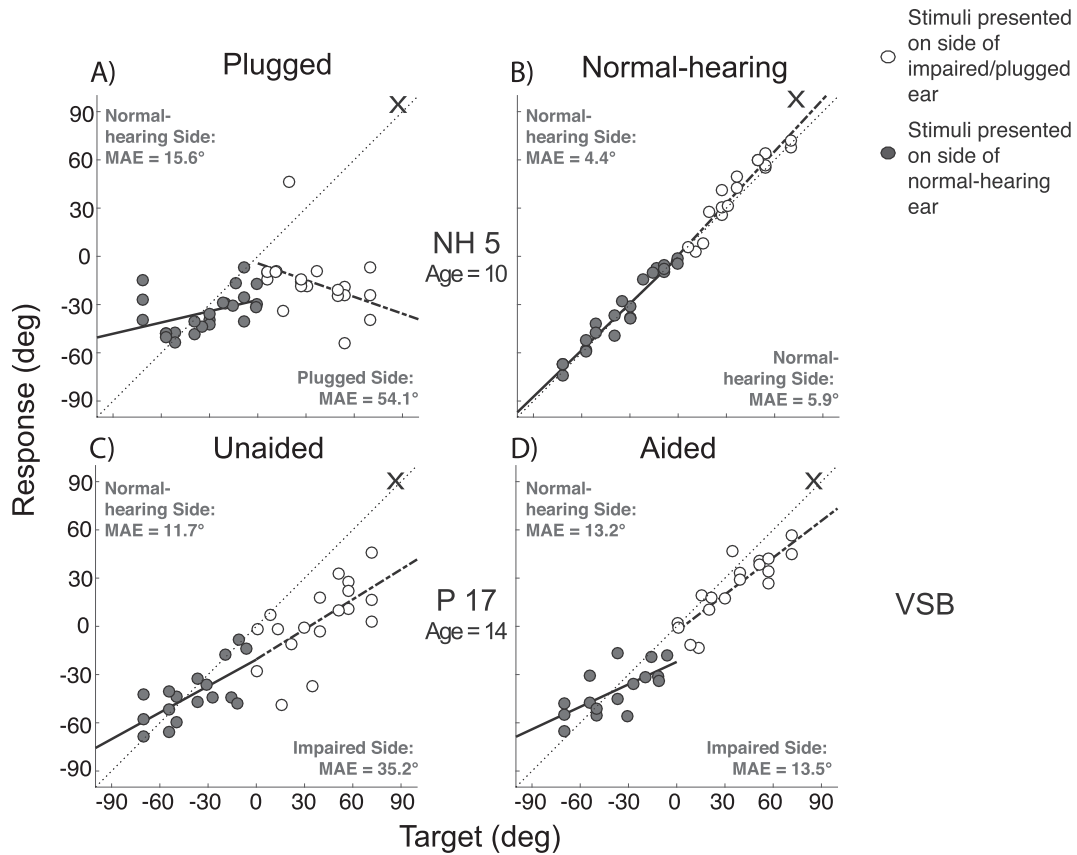 A) Plugged
B) Normal-hearing
Stimuli presented
on side of
impaired/plugged
ear
Stimuli presented
on side of
normal-hearing
ear
Normal-
hearing Side:
MAE = 15.6°
X
90
60
30
0
-30
-60
-90
Plugged Side:
MAE = 54.1°
NH 5
Age = 10
Normal-
hearing Side:
MAE = 4.4°
X
Normal-
hearing Side:
MAE = 5.9°
Response (deg)
C) Unaided
D) Aided
Normal-
hearing Side:
MAE = 11.7°
X
90
60
30
0
-30
-60
-90
Impaired Side:
MAE = 35.2°
P 17
Age = 14
Normal-
hearing Side:
MAE = 13.2°
X
Impaired Side:
MAE = 13.5°
VSB
-90 -60 -30 0 30 60 90
-90 -60 -30 0 30 60 90
Target (deg)